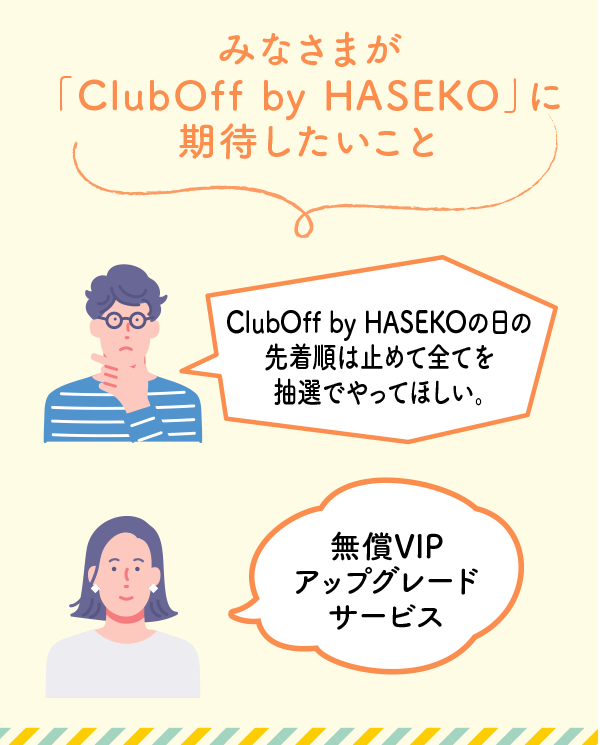 みなさまが
「ClubOff by HASEKO」に
期待したいこと
ClubOff by HASEKOの日の
先着順は止めて全てを
抽選でやってほしい。
無償VIP
アップグレード
サービス